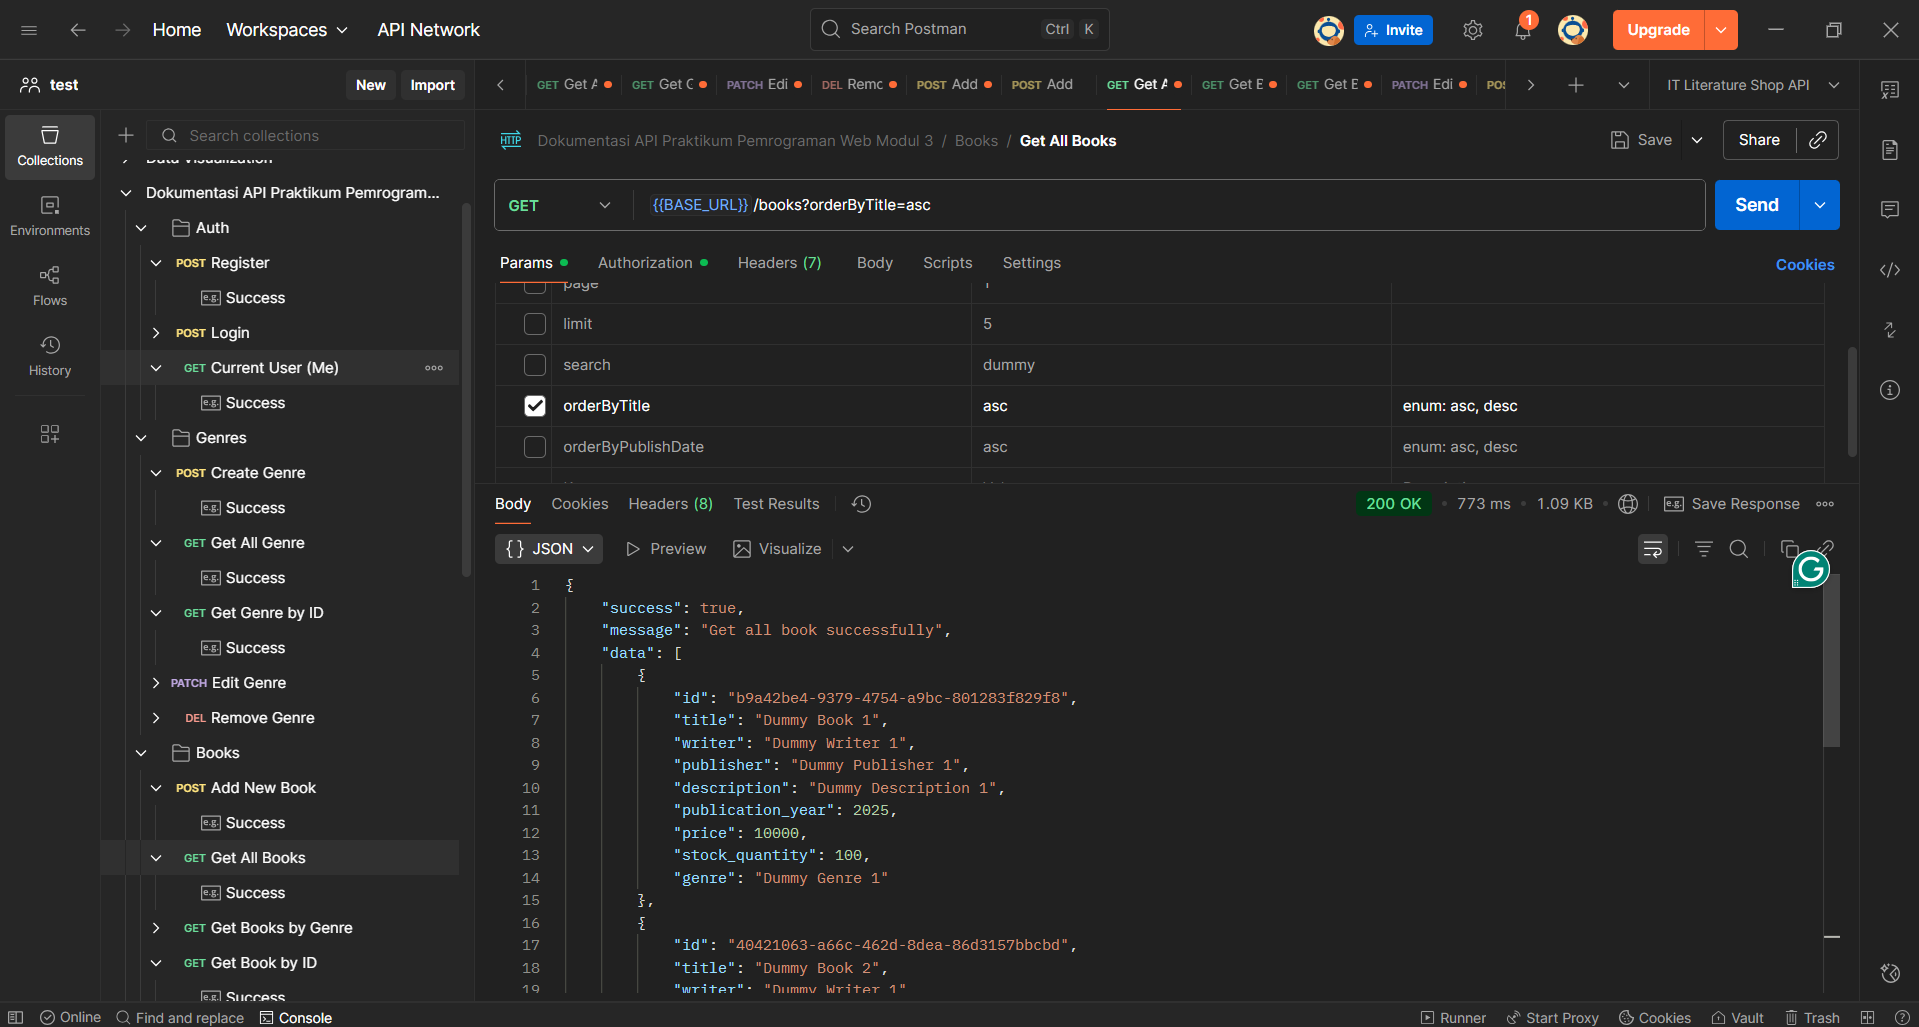 Home Workspaces API Network Search Postman Ctrl K Invite 1 Upgrade
test New Import
GET Get A GET Get C PATCH Edi DEL Remc POST Add POST Add GET Get A GET Get E GET Get E PATCH Edi POS IT Literature Shop API
Collections
Environments
Flows
History
Search collections
Data Visualization
Dokumentasi API Praktikum Pemrogram...
Auth
POST Register
e.g. Success
POST Login
GET Current User (Me)
e.g. Success
Genres
POST Create Genre
e.g. Success
GET Get All Genre
e.g. Success
GET Get Genre by ID
e.g. Success
PATCH Edit Genre
DEL Remove Genre
Books
POST Add New Book
e.g. Success
GET Get All Books
e.g. Success
GET Get Books by Genre
GET Get Book by ID
e.g. Success
HTTP Dokumentasi API Praktikum Pemrograman Web Modul 3 / Books / Get All Books Save Share
GET {{BASE_URL}} /books?orderByTitle=asc Send
Params Authorization Headers (7) Body Scripts Settings Cookies
page 1
limit 5
search dummy
orderByTitle asc enum: asc, desc
orderByPublishDate asc enum: asc, desc
Body Cookies Headers (8) Test Results 200 OK 773 ms 1.09 KB e.g. Save Response
{} JSON Preview Visualize
1 {
2 "success": true,
3 "message": "Get all book successfully",
4 "data": [
5 {
6 "id": "b9a42be4-9379-4754-a9bc-801283f829f8",
7 "title": "Dummy Book 1",
8 "writer": "Dummy Writer 1",
9 "publisher": "Dummy Publisher 1",
10 "description": "Dummy Description 1",
11 "publication_year": 2025,
12 "price": 10000,
13 "stock_quantity": 100,
14 "genre": "Dummy Genre 1"
15 },
16 {
17 "id": "40421063-a66c-462d-8dea-86d3157bbcbd",
18 "title": "Dummy Book 2",
19 "writer": "Dummy Writer 1"
Online Find and replace Console Runner Start Proxy Cookies Vault Trash